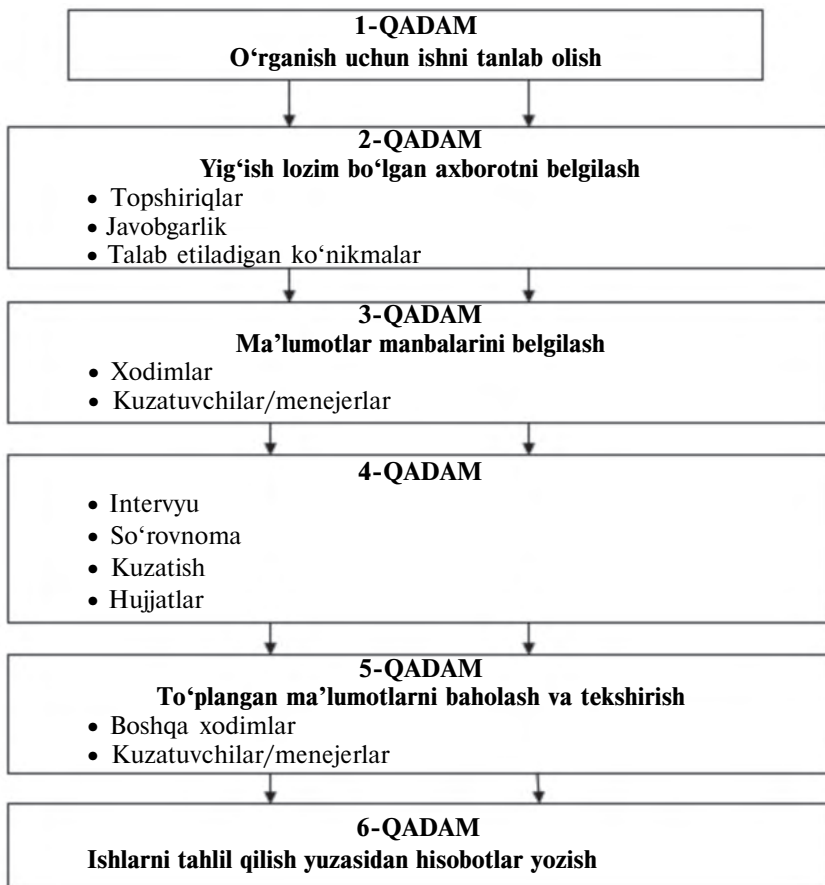 1-QADAM
O‘rganish uchun ishni tanlab olish
2-QADAM
Yig‘ish lozim bo‘lgan axborotni belgilash
• Topshiriqlar
• Javobgarlik
• Talab etiladigan ko‘nikmalar
3-QADAM
Ma’lumotlar manbalarini belgilash
• Xodimlar
• Kuzatuvchilar/menejerlar
4-QADAM
• Intervyu
• So‘rovnoma
• Kuzatish
• Hujjatlar
5-QADAM
To‘plangan ma’lumotlarni baholash va tekshirish
• Boshqa xodimlar
• Kuzatuvchilar/menejerlar
6-QADAM
Ishlarni tahlil qilish yuzasidan hisobotlar yozish